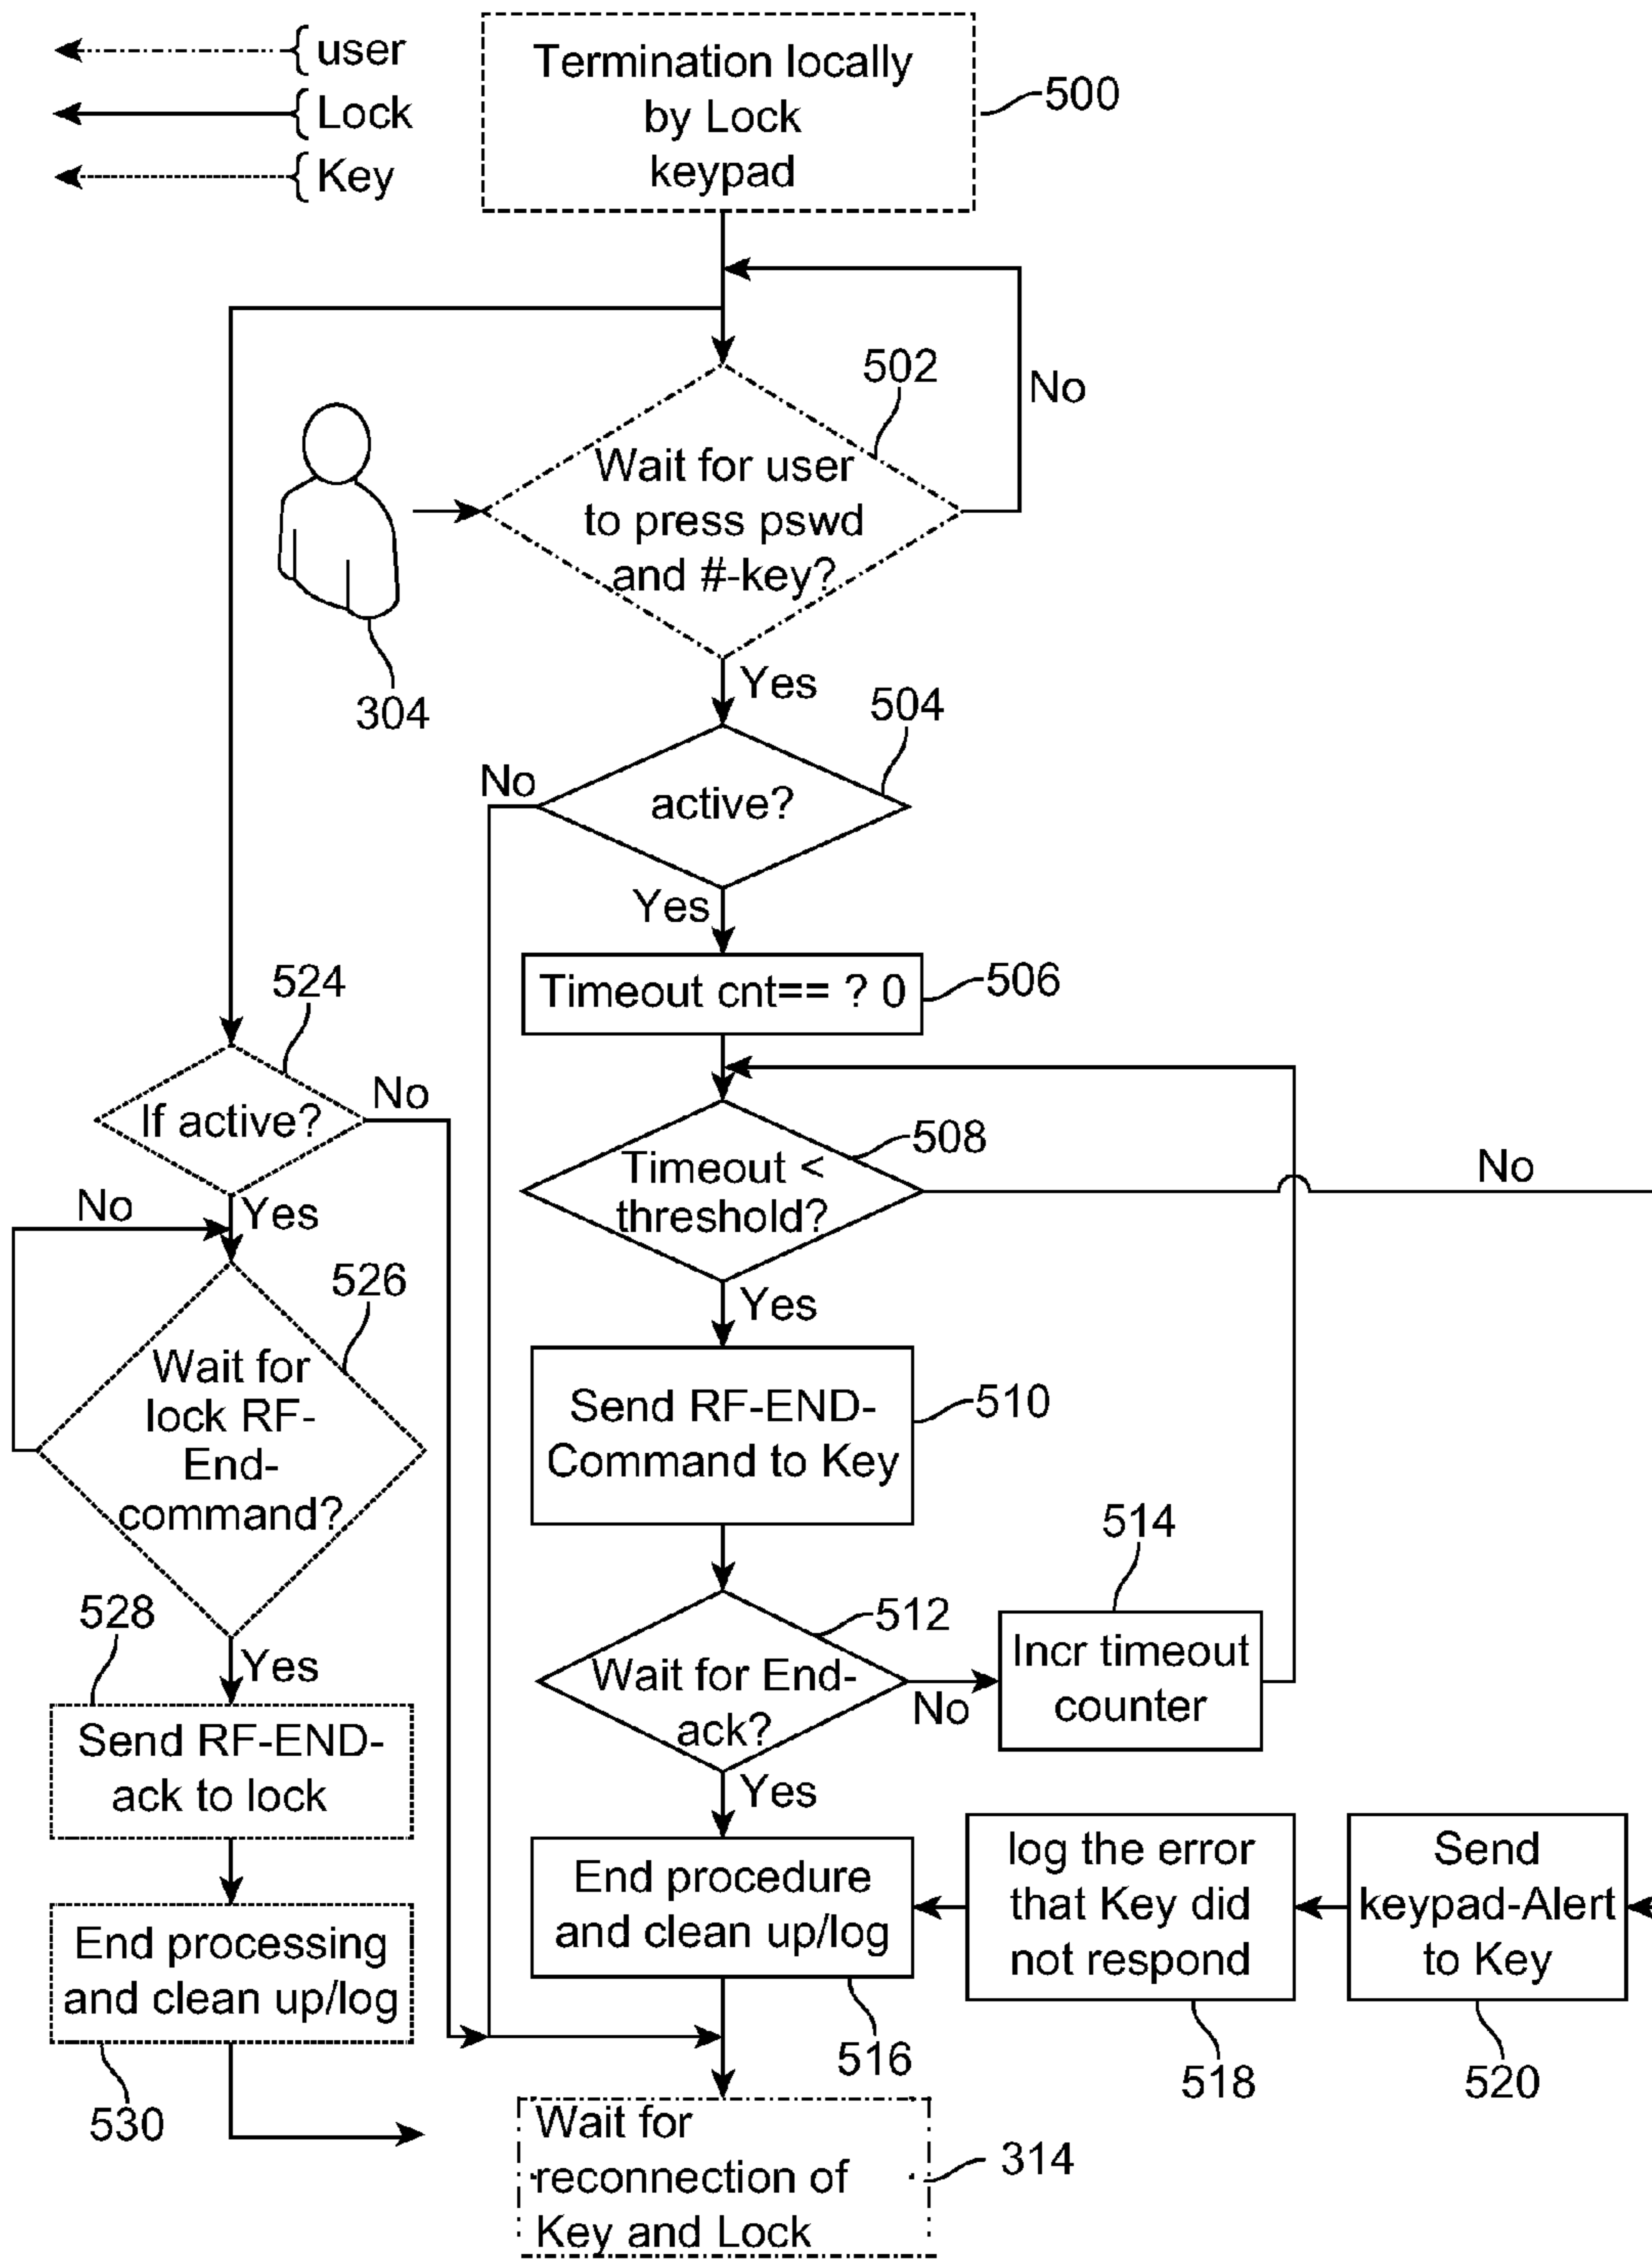 user
Lock
Key
Termination locally
by Lock
keypad
500
502
No
Wait for user
to press pswd
and #-key?
304
Yes
504
No
active?
Yes
Timeout cnt== ? 0
506
524
If active?
No
508
Timeout <
threshold?
No
No
Yes
526
Yes
Wait for
lock RF-
End-
command?
Send RF-END-
Command to Key
510
514
512
Wait for End-
ack?
No
Incr timeout
counter
528
Yes
Send RF-END-
ack to lock
Yes
End procedure
and clean up/log
log the error
that Key did
not respond
Send
keypad-Alert
to Key
End processing
and clean up/log
516
518
520
530
Wait for
reconnection of
Key and Lock
314